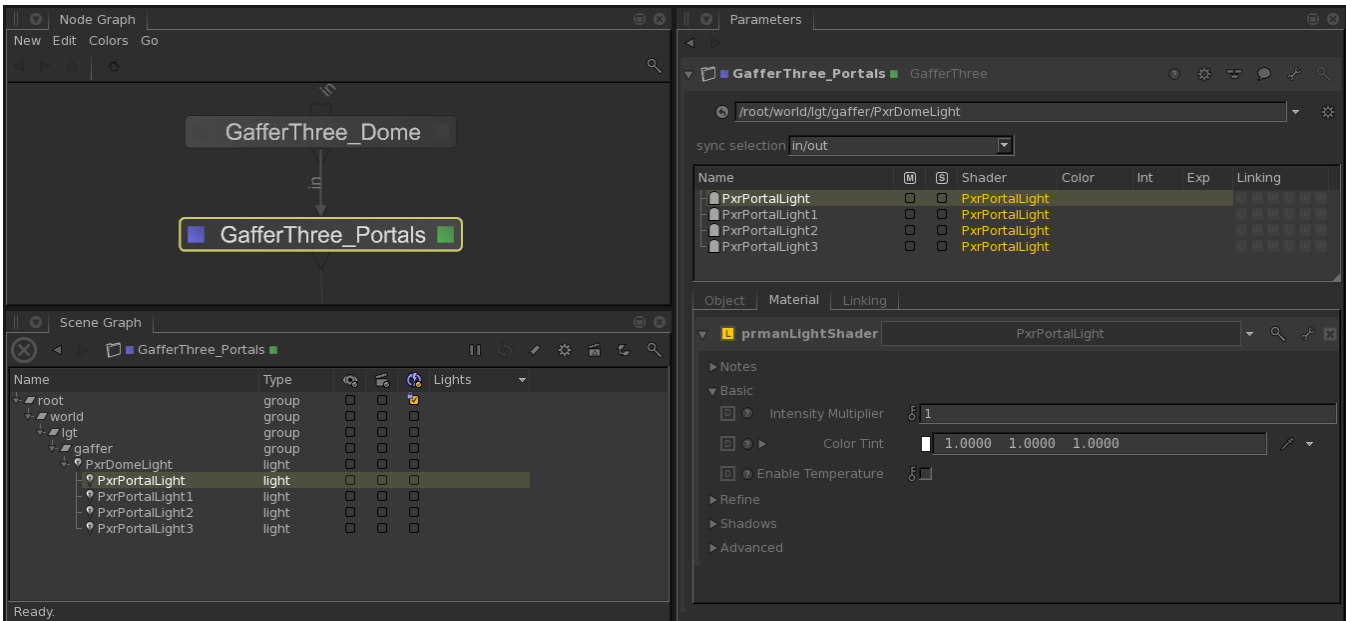 Node Graph
New Edit Colors Go
in
GafferThree_Dome
in
GafferThree_Portals
Scene Graph
GafferThree_Portals
Name Type Lights
root group
world group
lgt group
gaffer group
PxrDomeLight light
PxrPortalLight light
PxrPortalLight1 light
PxrPortalLight2 light
PxrPortalLight3 light
Ready.
Parameters
GafferThree_Portals GafferThree
/root/world/lgt/gaffer/PxrDomeLight
sync selection in/out
Name M S Shader Color Int Exp Linking
PxrPortalLight PxrPortalLight
PxrPortalLight1 PxrPortalLight
PxrPortalLight2 PxrPortalLight
PxrPortalLight3 PxrPortalLight
Object Material Linking
L prmanLightShader PxrPortalLight
Notes
Basic
D ? Intensity Multiplier 1
D ? Color Tint 1.0000 1.0000 1.0000
D ? Enable Temperature
Refine
Shadows
Advanced